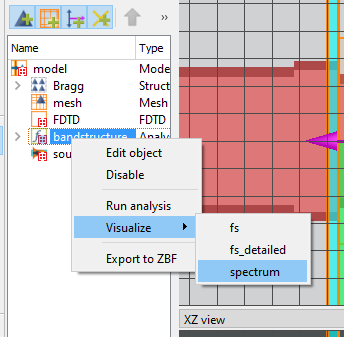 Name Type
model Mode
Bragg Struct
mesh Mesh
FDTD FDTD
bandstructure Analy
sou
Edit object
Disable
Run analysis
Visualize
fs
fs_detailed
spectrum
Export to ZBF
XZ view